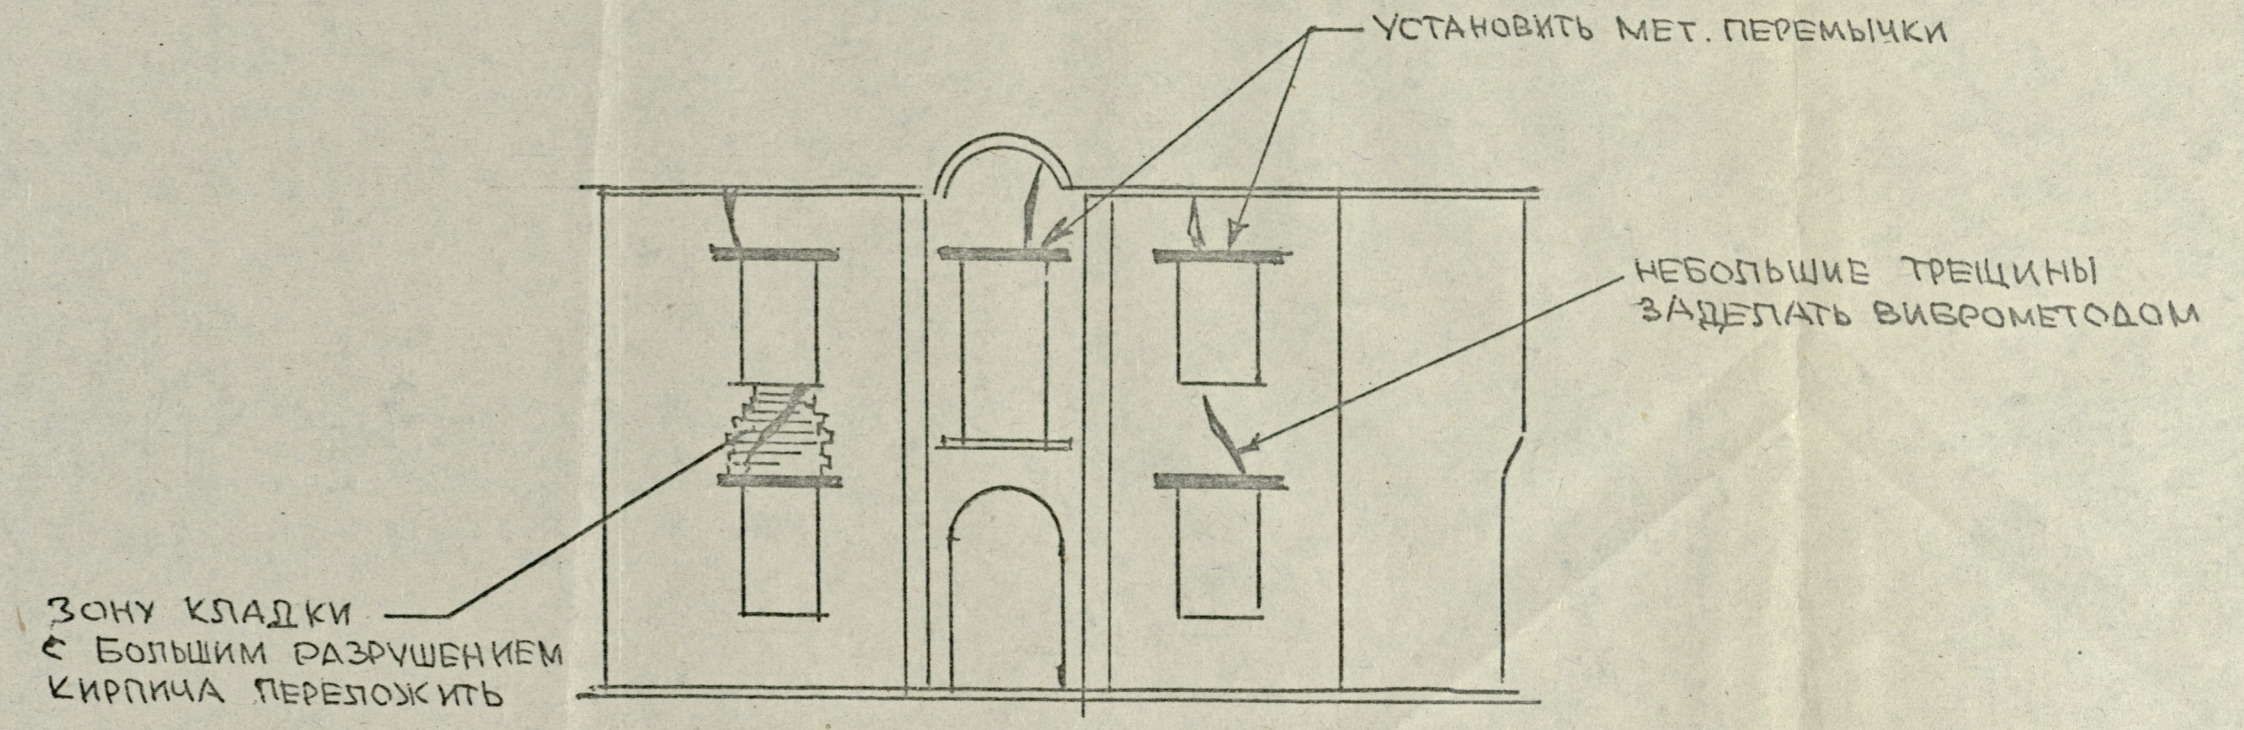 УСТАНОВИТЬ МЕТ. ПЕРЕМЫЧКИ
НЕБОЛЬШИЕ ТРЕЩИНЫ
ЗАДЕЛАТЬ ВИБРОМЕТОДОМ
ЗОНУ КЛАДКИ
С БОЛЬШИМ РАЗРУШЕНИЕМ
КИРПИЧА ПЕРЕЛОЖИТЬ